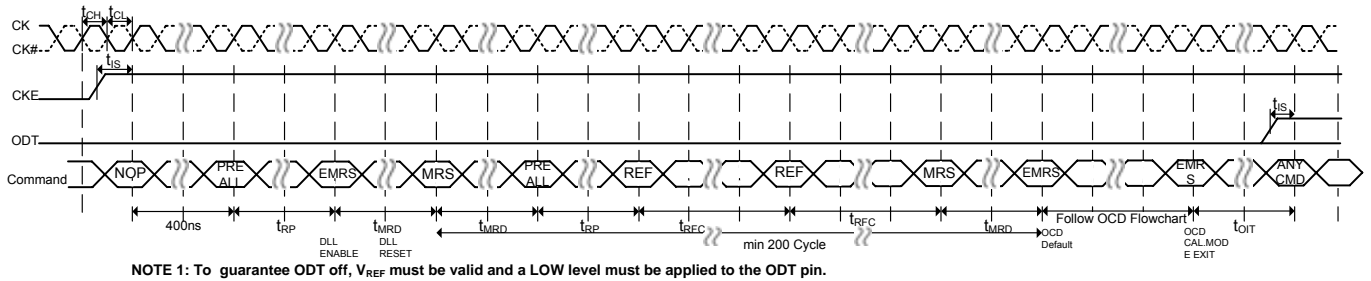 tCH tCL
CK
CK#
tIS
CKE
tIS
ODT
Command NOP PRE ALL EMRS MRS PRE ALL REF REF MRS EMRS EMR S ANY CMD
400ns tRP tMRD tMRD tRP tRFC tRFC tMRD Follow OCD Flowchart tOIT
min 200 Cycle
DLL ENABLE
DLL RESET
OCD Default
OCD CAL.MOD E EXIT
NOTE 1: To guarantee ODT off, VREF must be valid and a LOW level must be applied to the ODT pin.